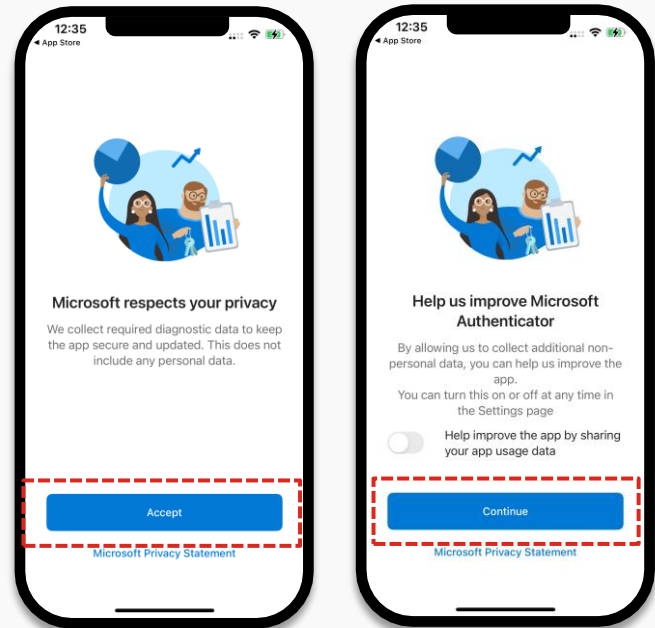 12:35
◀ App Store
Microsoft respects your privacy
We collect required diagnostic data to keep
the app secure and updated. This does not
include any personal data.
Accept
Microsoft Privacy Statement
12:35
◀ App Store
Help us improve Microsoft
Authenticator
By allowing us to collect additional non-
personal data, you can help us improve the
app.
You can turn this on or off at any time in
the Settings page
Help improve the app by sharing
your app usage data
Continue
Microsoft Privacy Statement